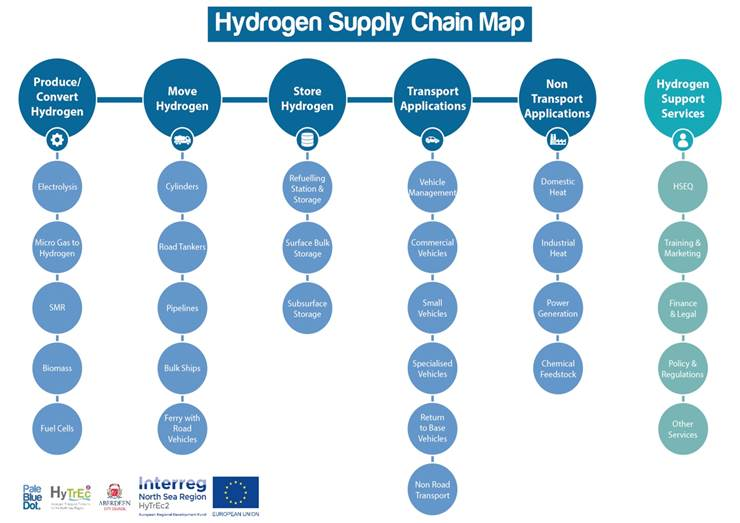 Hydrogen Supply Chain Map
Produce/
Convert
Hydrogen
Move
Hydrogen
Store
Hydrogen
Transport
Applications
Non
Transport
Applications
Hydrogen
Support
Services
Electrolysis
Micro Gas to
Hydrogen
SMR
Biomass
Fuel Cells
Cylinders
Road Tankers
Pipelines
Bulk Ships
Ferry with
Road
Vehicles
Refuelling
Station &
Storage
Surface Bulk
Storage
Subsurface
Storage
Vehicle
Management
Commercial
Vehicles
Small
Vehicles
Specialised
Vehicles
Return
to Base
Vehicles
Non Road
Transport
Domestic
Heat
Industrial
Heat
Power
Generation
Chemical
Feedstock
HSEQ
Training &
Marketing
Finance
& Legal
Policy &
Regulations
Other
Services
Pale
Blue
Dot.
HyTrEc2
ABERDEEN
CITY COUNCIL
Interreg
North Sea Region
HyTrEc2
European Regional Development Fund
EUROPEAN UNION